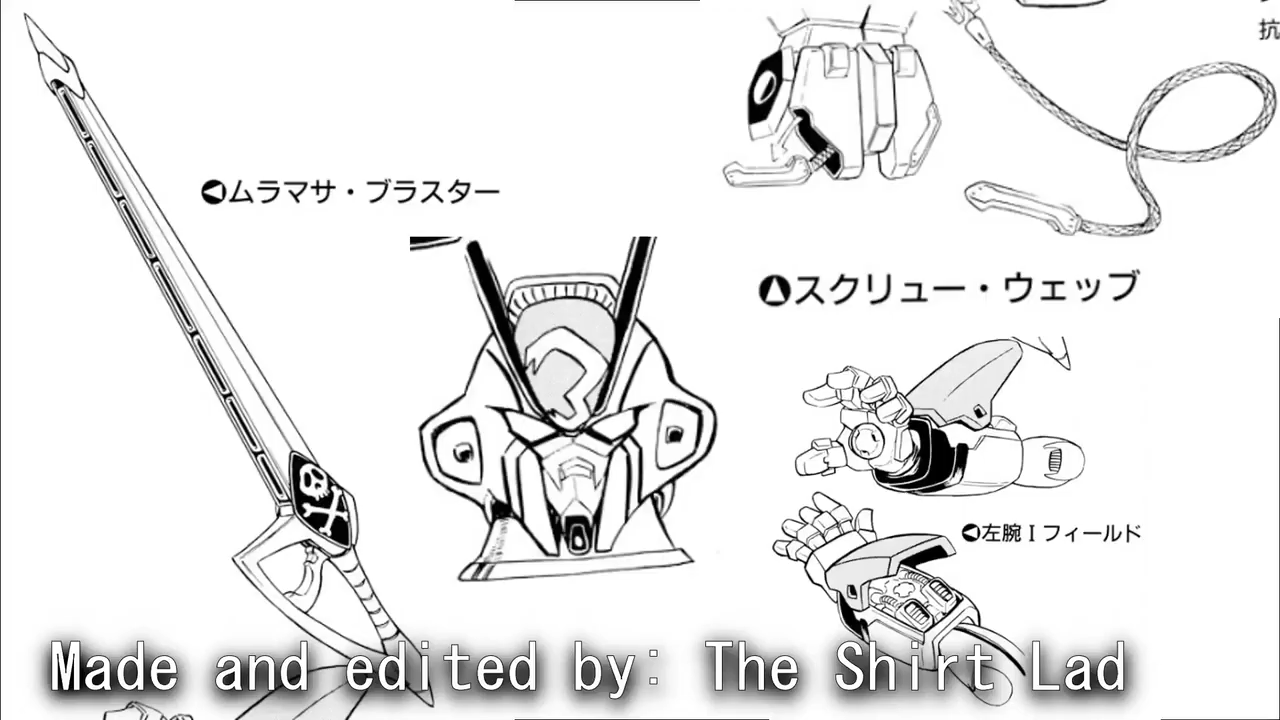 抗
◀ムラマサ・ブラスター
▲スクリュー・ウェッブ
◀左腕Iフィールド
Made and edited by: The Shirt Lad